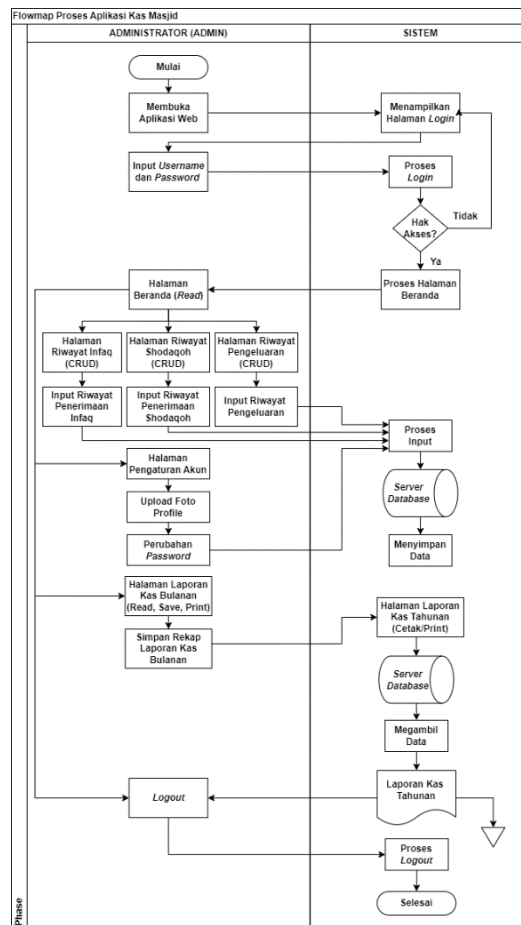 Flowmap Proses Aplikasi Kas Masjid
ADMINISTRATOR (ADMIN)
SISTEM
Mulai
Membuka
Aplikasi Web
Menampilkan
Halaman Login
Input Username
dan Password
Proses
Login
Hak
Akses?
Tidak
Ya
Halaman
Beranda (Read)
Proses Halaman
Beranda
Halaman
Riwayat Infaq
(CRUD)
Halaman Riwayat
Shodaqoh
(CRUD)
Halaman Riwayat
Pengeluaran
(CRUD)
Input Riwayat
Penerimaan
Infaq
Input Riwayat
Penerimaan
Shodaqoh
Input Riwayat
Pengeluaran
Proses
Input
Halaman
Pengaturan Akun
Server
Database
Upload Foto
Profile
Perubahan
Password
Menyimpan
Data
Halaman Laporan
Kas Bulanan
(Read, Save, Print)
Halaman Laporan
Kas Tahunan
(Cetak/Print)
Simpan Rekap
Laporan Kas
Bulanan
Server
Database
Megambil
Data
Logout
Laporan Kas
Tahunan
Proses
Logout
Selesai
Phase